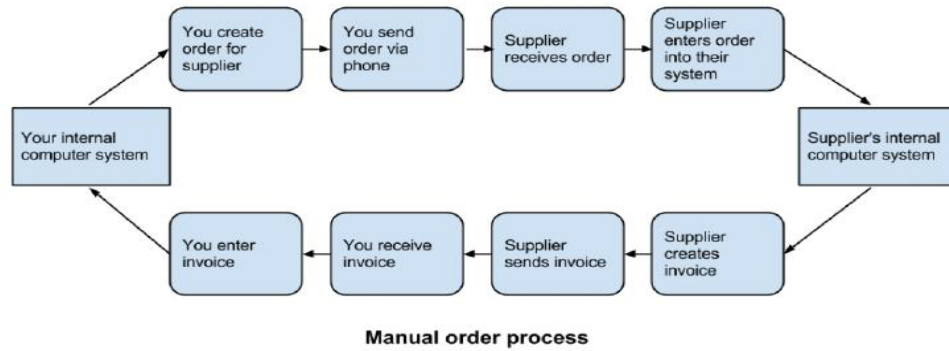 You create
order for
supplier
You send
order via
phone
Supplier
receives order
Supplier
enters order
into their
system
Your internal
computer system
Supplier's internal
computer system
You enter
invoice
You receive
invoice
Supplier
sends invoice
Supplier
creates
invoice
Manual order process